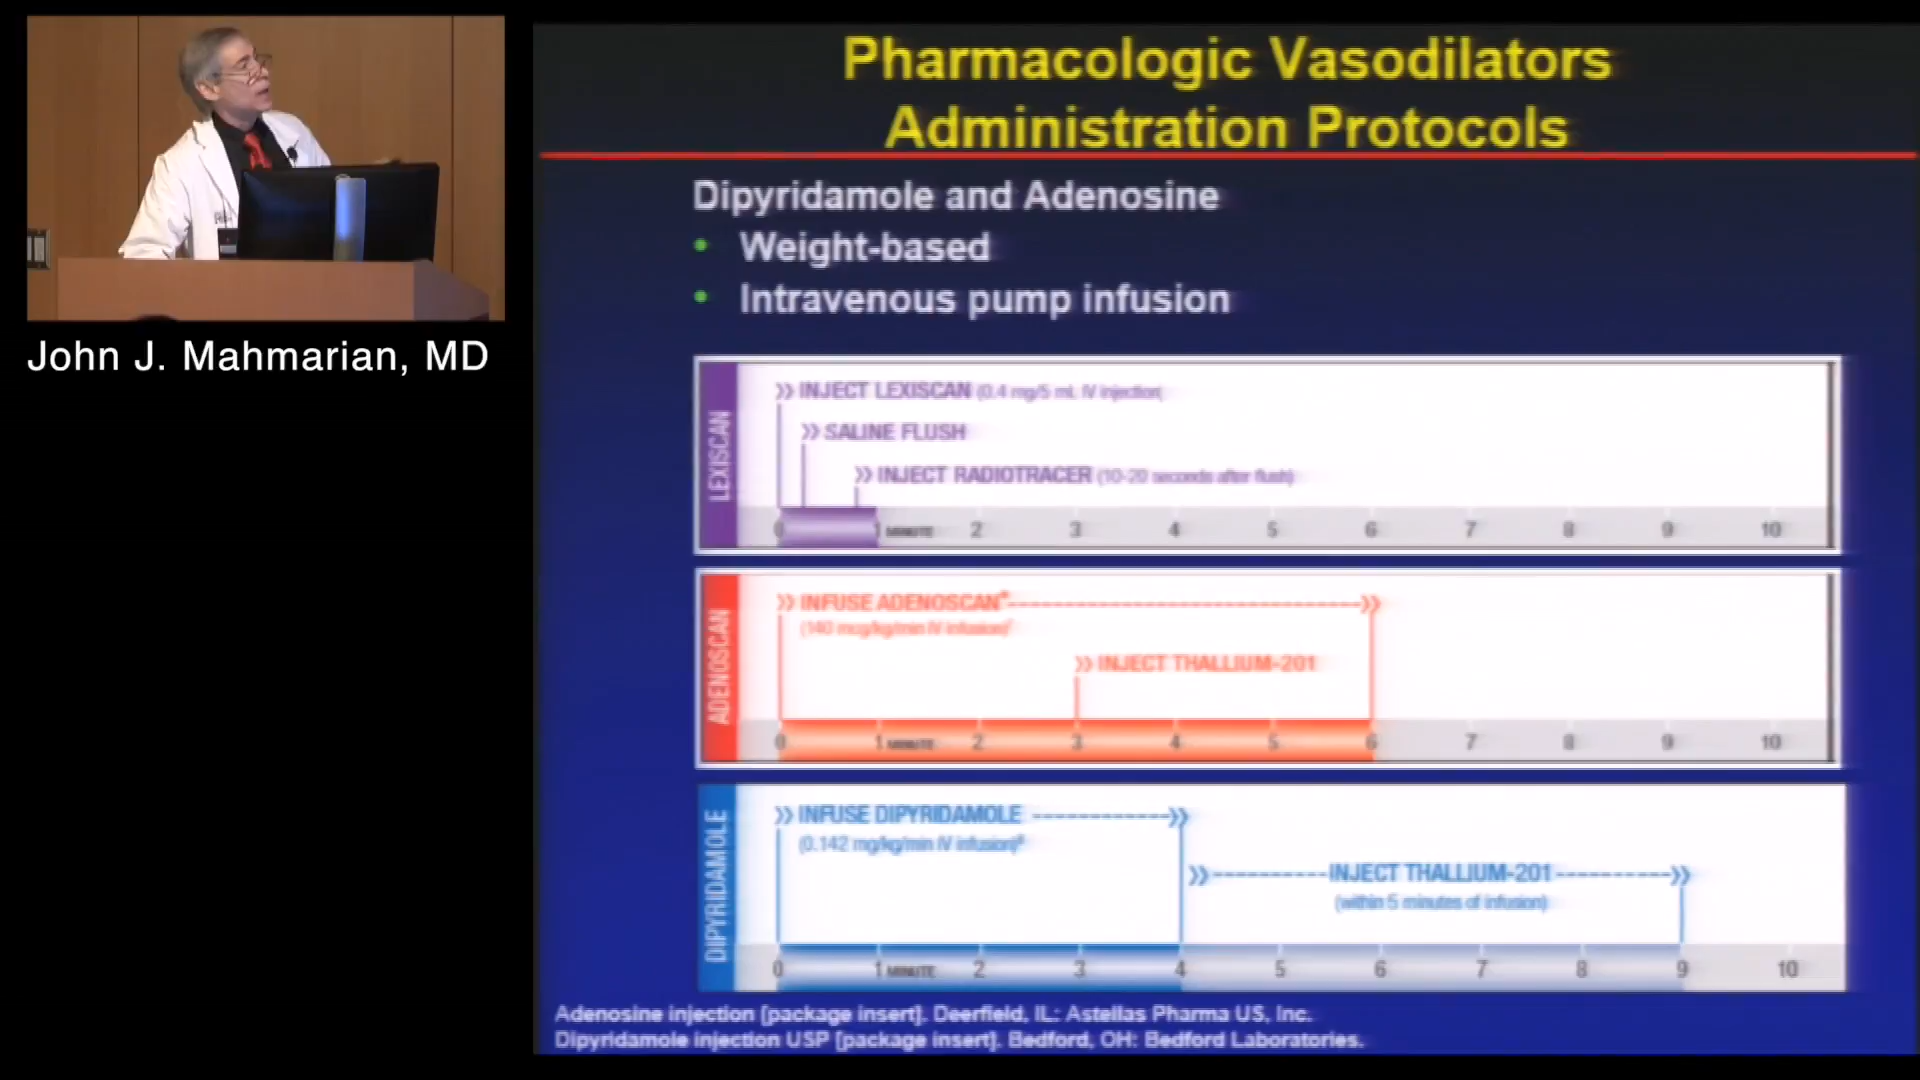 John J. Mahmarian, MD
Pharmacologic Vasodilators
Administration Protocols
Dipyridamole and Adenosine
• Weight-based
• Intravenous pump infusion
LEXISCAN
INJECT LEXISCAN (0.4 mg/5 mL IV injection(
SALINE FLUSH
INJECT RADIOTRACER (10-20 seconds after flush)
0 1 MINUTE 2 3 4 5 6 7 8 9 10
ADENOSCAN
INFUSE ADENOSCAN
(140 mcg/kg/min IV infusion)
INJECT THALLIUM-201
0 1 MINUTE 2 3 4 5 6 7 8 9 10
DIPYRIDAMOLE
INFUSE DIPYRIDAMOLE
(0.142 mg/kg/min IV infusion)
INJECT THALLIUM-201
(within 5 minutes of infusion)
0 1 MINUTE 2 3 4 5 6 7 8 9 10
Adenosine injection [package insert]. Deerfield, IL: Astellas Pharma US, Inc.
Dipyridamole injection USP [package insert]. Bedford, OH: Bedford Laboratories.